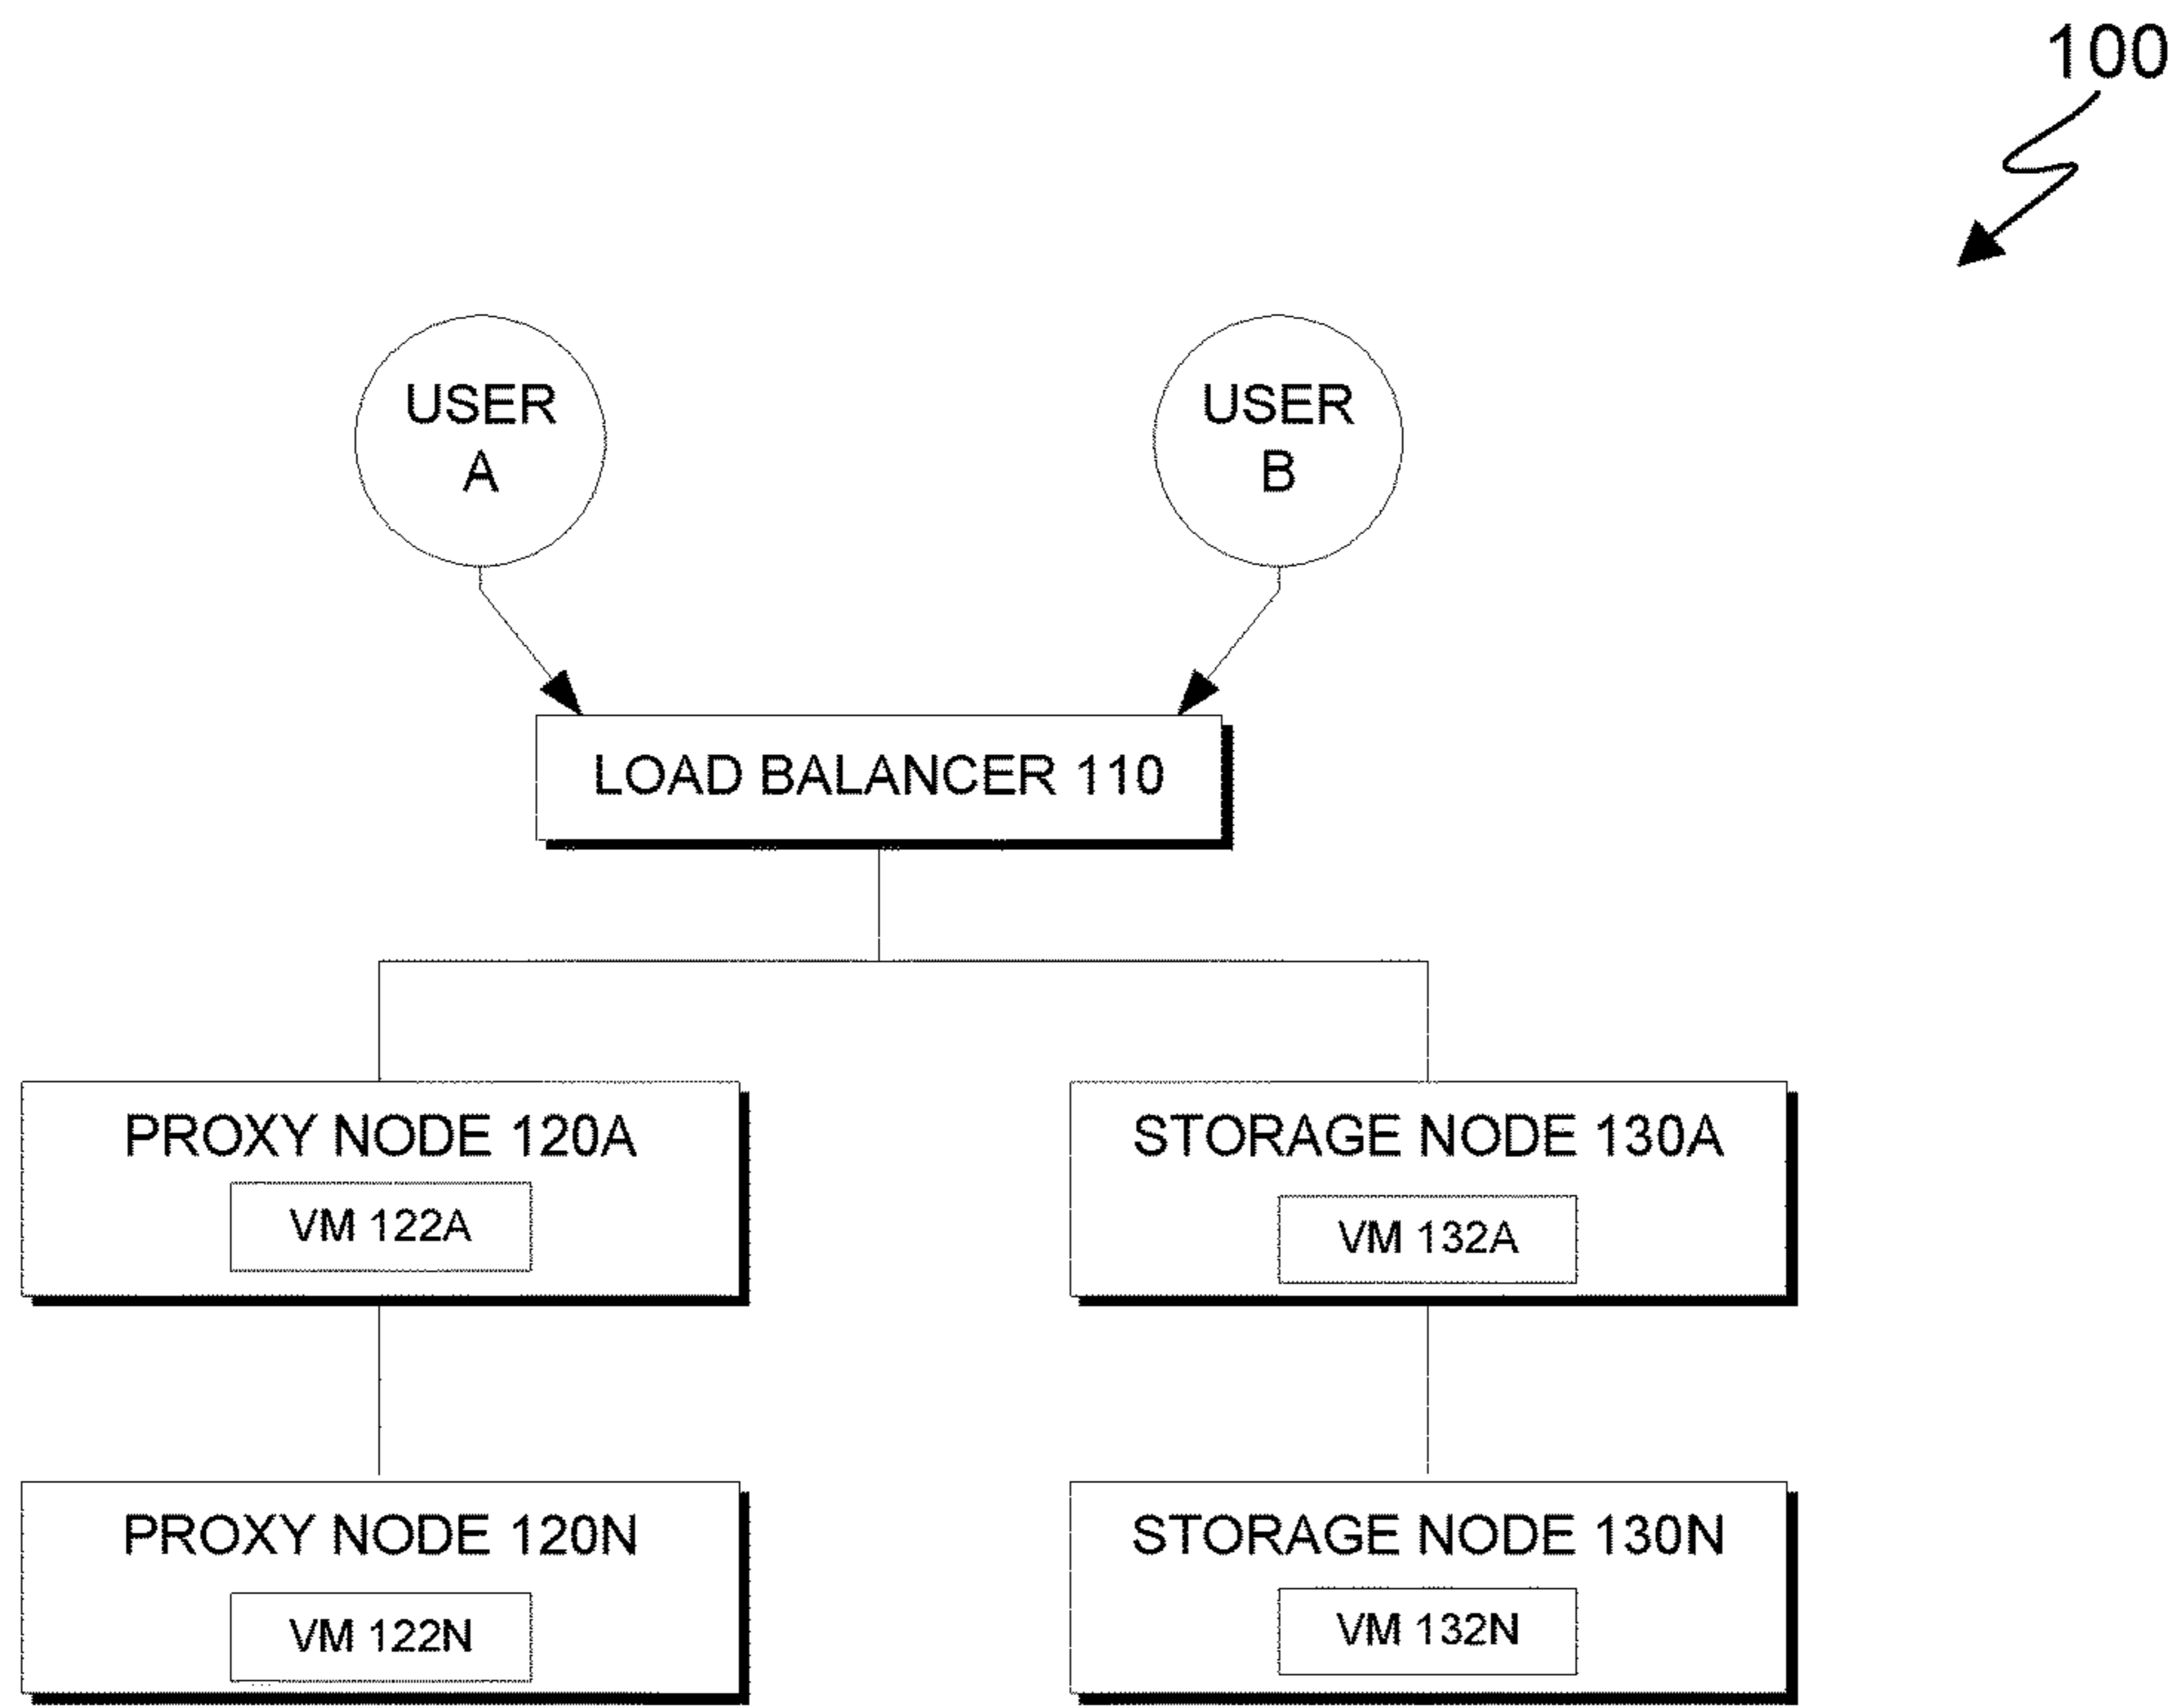 100
USER
A
USER
B
LOAD BALANCER 110
PROXY NODE 120A
VM 122A
STORAGE NODE 130A
VM 132A
PROXY NODE 120N
VM 122N
STORAGE NODE 130N
VM 132N